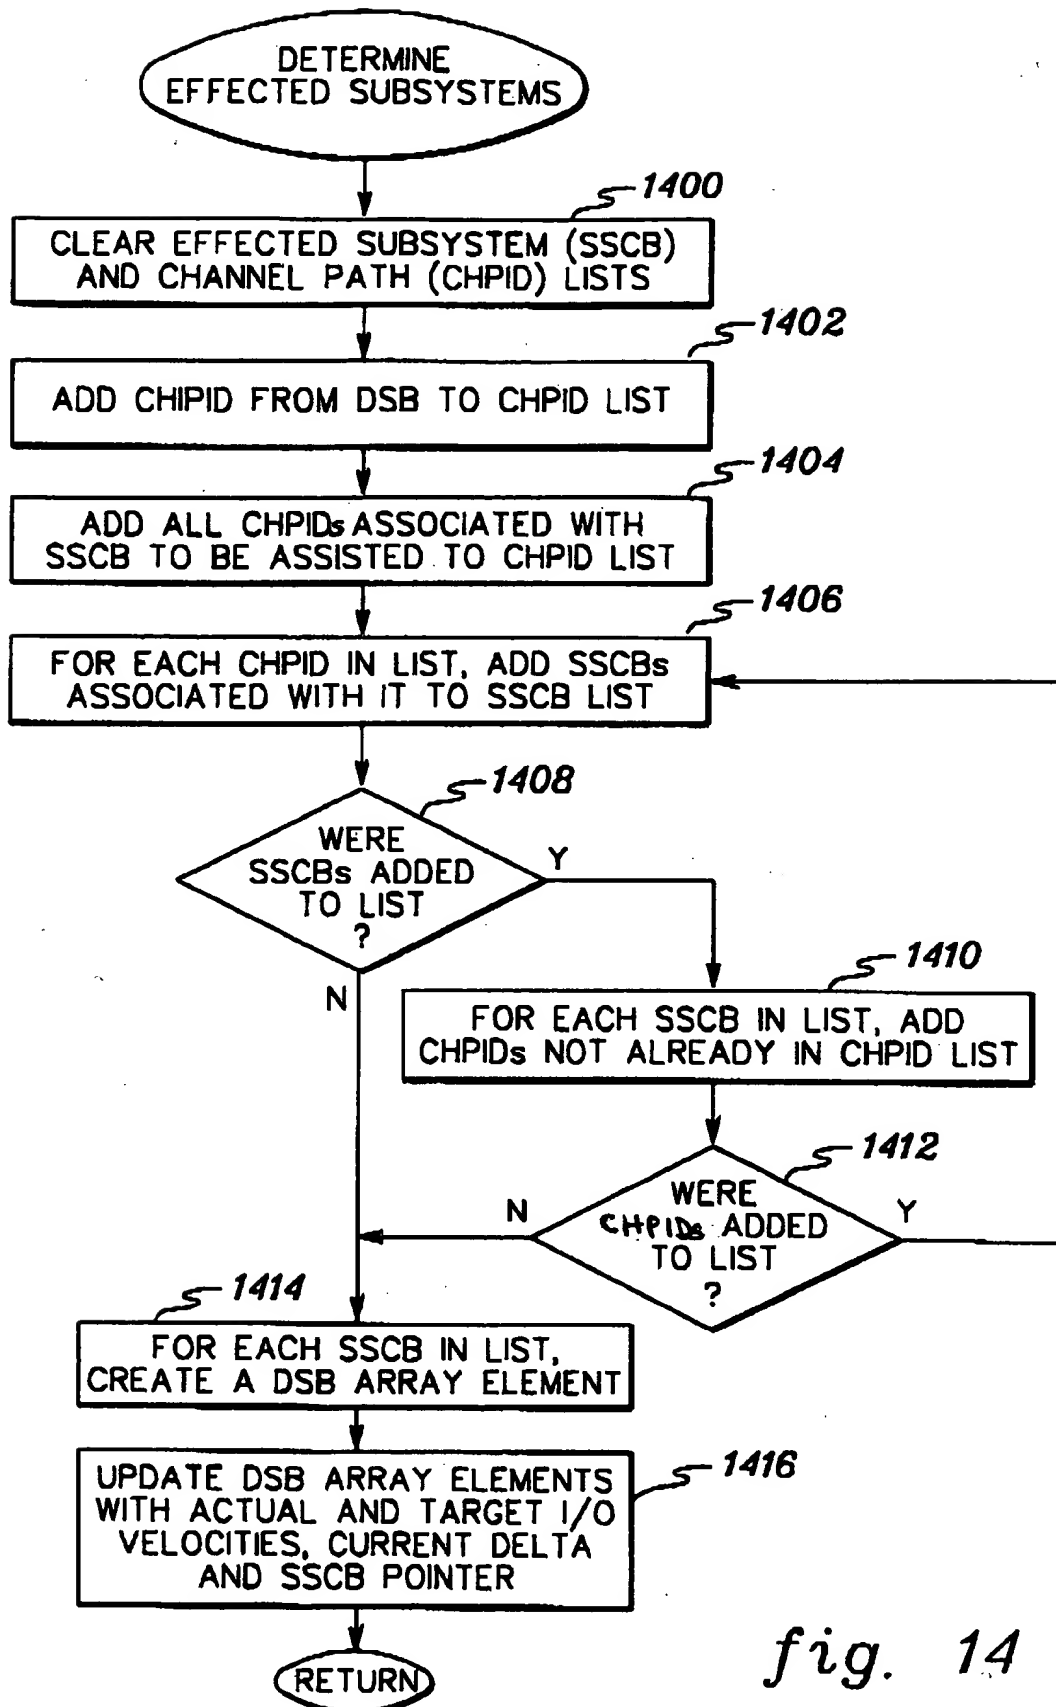 DETERMINE
EFFECTED SUBSYSTEMS
1400
CLEAR EFFECTED SUBSYSTEM (SSCB)
AND CHANNEL PATH (CHPID) LISTS
1402
ADD CHIPID FROM DSB TO CHPID LIST
1404
ADD ALL CHPIDs ASSOCIATED WITH
SSCB TO BE ASSISTED TO CHPID LIST
1406
FOR EACH CHPID IN LIST, ADD SSCBs
ASSOCIATED WITH IT TO SSCB LIST
1408
WERE
SSCBs ADDED
TO LIST
?
Y
N
1410
FOR EACH SSCB IN LIST, ADD
CHPIDs NOT ALREADY IN CHPID LIST
1412
WERE
CHPIDs ADDED
TO LIST
?
N
Y
1414
FOR EACH SSCB IN LIST,
CREATE A DSB ARRAY ELEMENT
1416
UPDATE DSB ARRAY ELEMENTS
WITH ACTUAL AND TARGET I/O
VELOCITIES, CURRENT DELTA
AND SSCB POINTER
RETURN
fig. 14